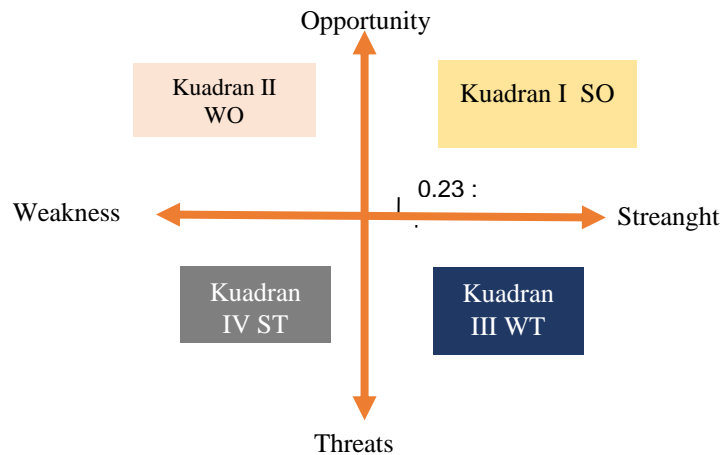 Opportunity
Kuadran II
WO
Kuadran I SO
0.23 :
Weakness
Streanght
Kuadran
IV ST
Kuadran
III WT
Threats